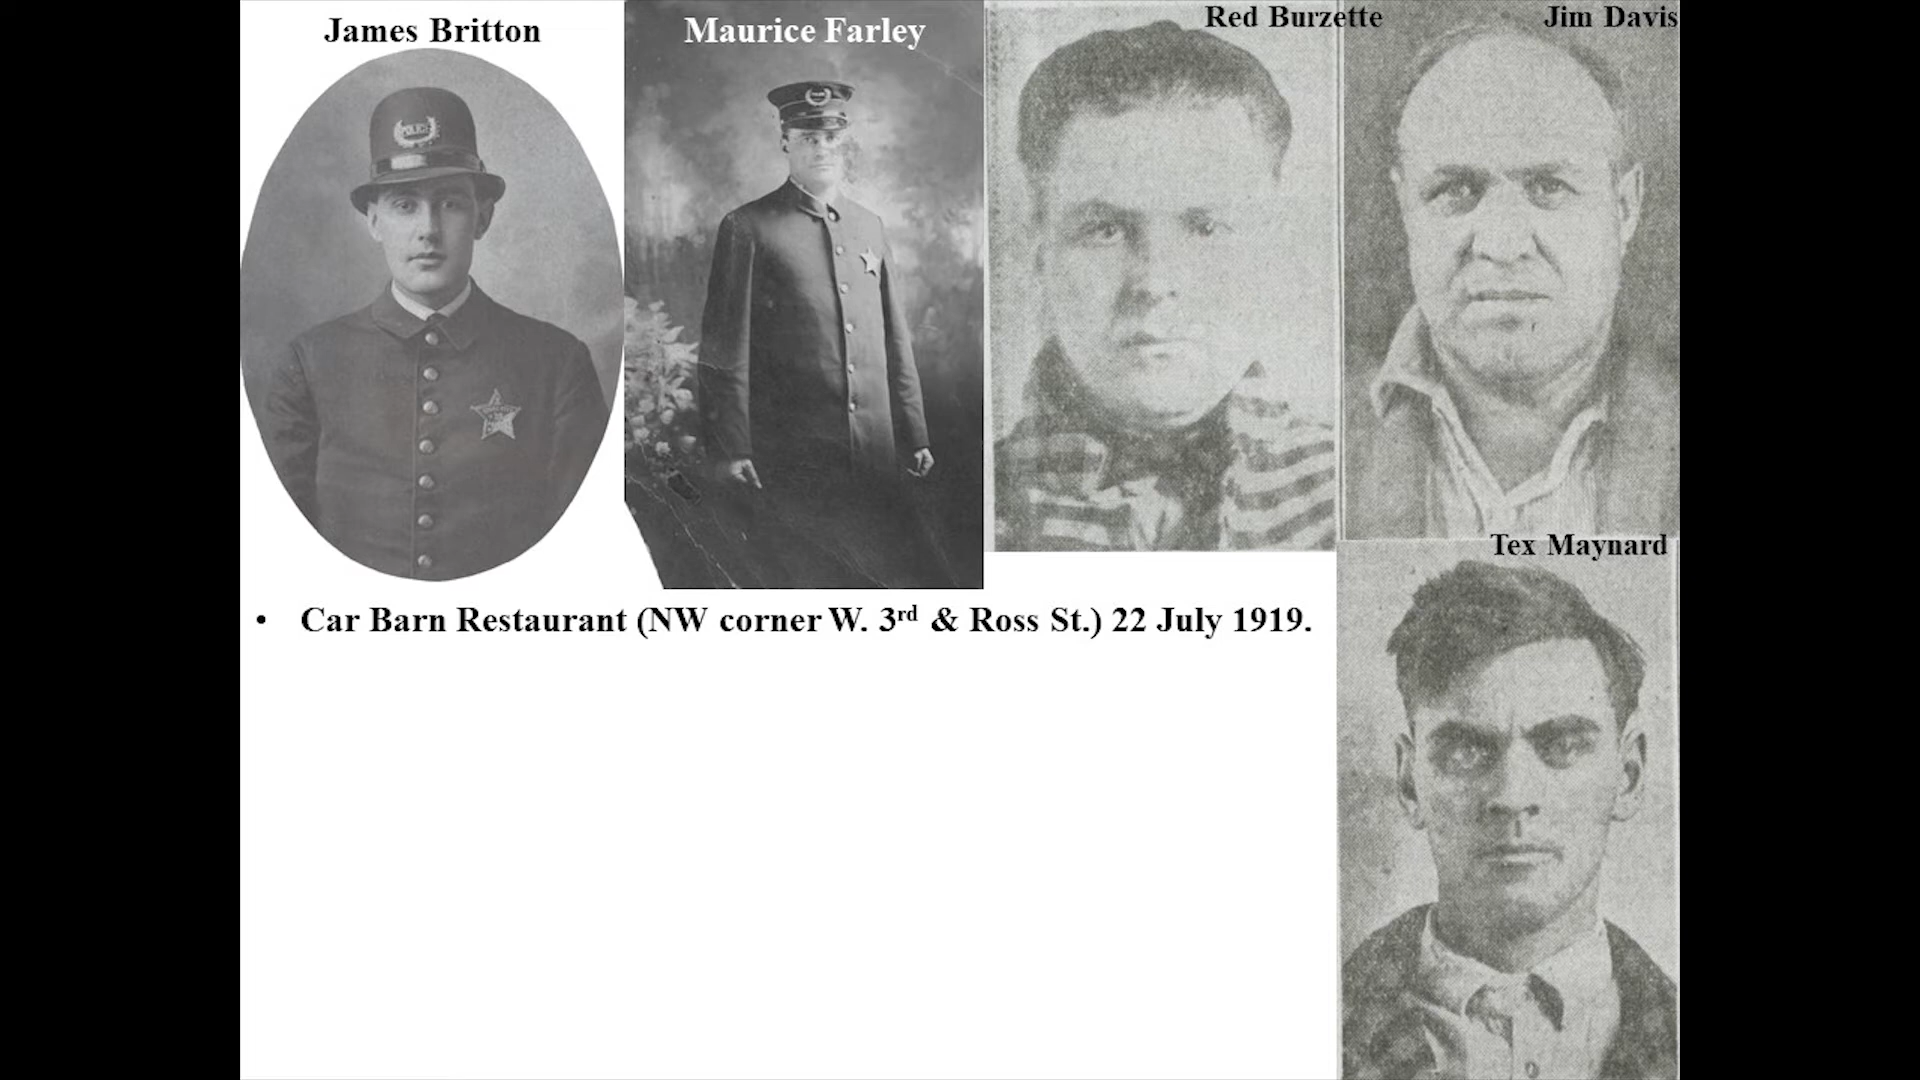 James Britton
Maurice Farley
Red Burzette
Jim Davis
POLICE
Tex Maynard
• Car Barn Restaurant (NW corner W. 3rd & Ross St.) 22 July 1919.